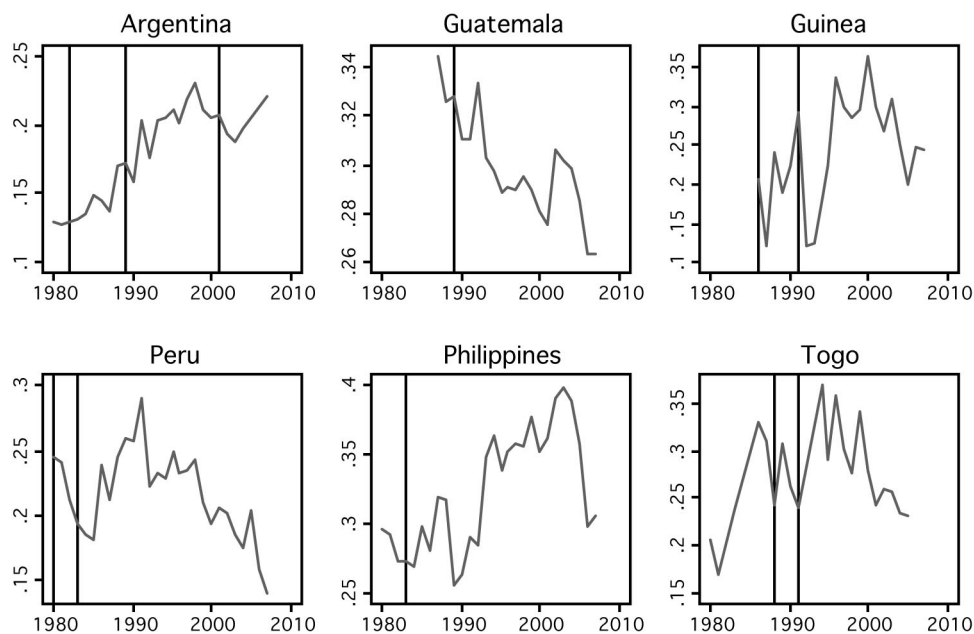 Argentina
.25
.2
.15
.1
1980 1990 2000 2010
Guatemala
.34
.32
.3
.28
.26
1980 1990 2000 2010
Guinea
.35
.3
.25
.2
.15
.1
1980 1990 2000 2010
Peru
.3
.25
.2
.15
1980 1990 2000 2010
Philippines
.4
.35
.3
.25
1980 1990 2000 2010
Togo
.35
.3
.25
.2
.15
1980 1990 2000 2010